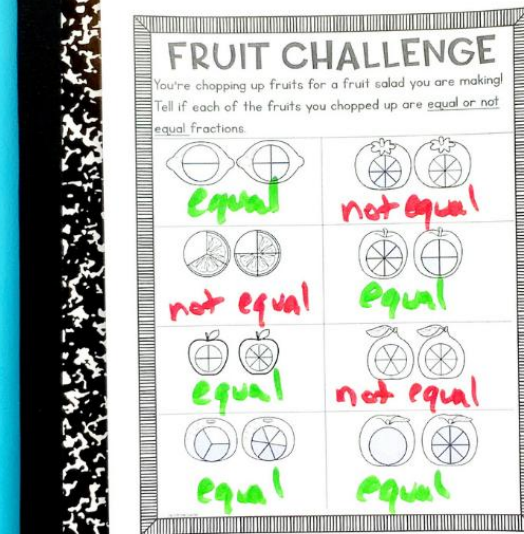 FRUIT CHALLENGE
You're chopping up fruits for a fruit salad you are making!
Tell if each of the fruits you chopped up are equal or not
equal fractions.
equal
not equal
not equal
equal
equal
not equal
equal
equal